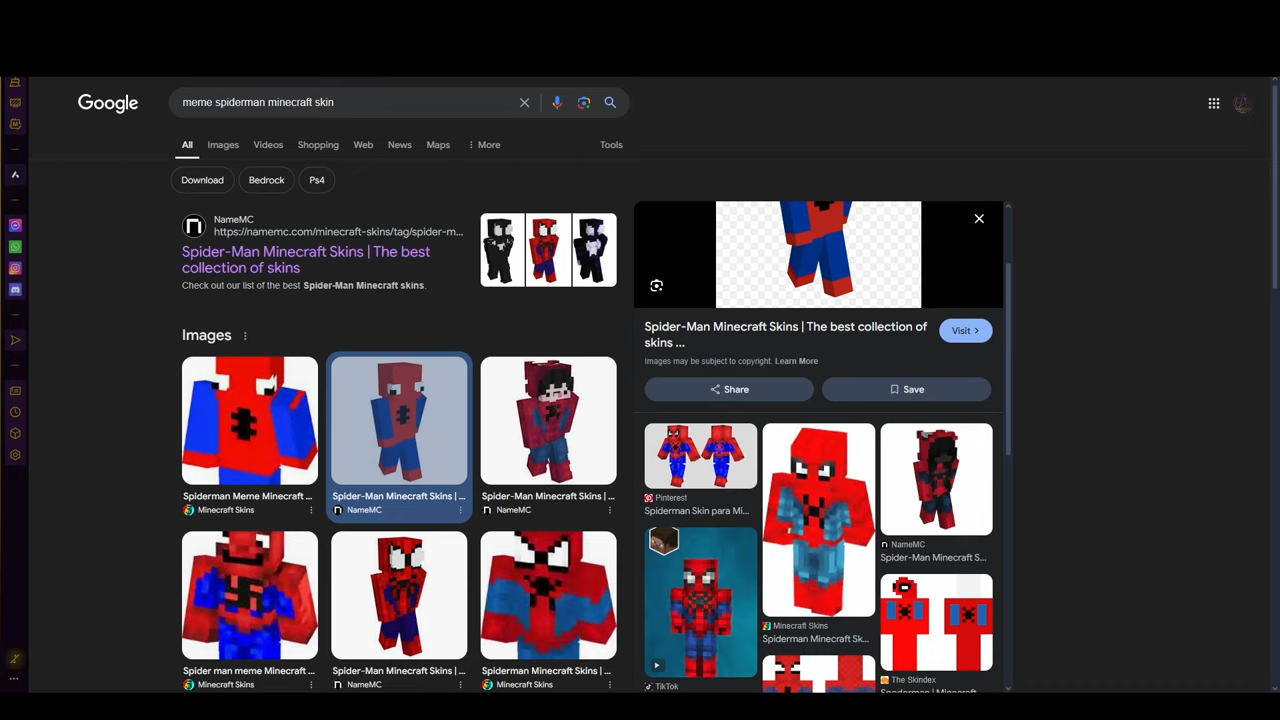 Google
meme spiderman minecraft skin
All
Images
Videos
Shopping
Web
News
Maps
More
Tools
Download
Bedrock
Ps4
NameMC
https://namemc.com/minecraft-skins/tag/spider-m...
Spider-Man Minecraft Skins | The best
collection of skins
Check out our list of the best Spider-Man Minecraft skins.
Images
Spiderman Meme Minecraft ...
Minecraft Skins
Spider-Man Minecraft Skins | ...
NameMC
Spider-Man Minecraft Skins | ...
NameMC
Spider man meme Minecraft ...
Minecraft Skins
Spider-Man Minecraft Skins | ...
NameMC
Spiderman Minecraft Skins | ...
Minecraft Skins
Spider-Man Minecraft Skins | The best collection of
skins ...
Visit
Images may be subject to copyright. Learn More
Share
Save
Pinterest
Spiderman Skin para Mi...
TikTok
Minecraft Skins
Spiderman Minecraft Sk...
NameMC
Spider-Man Minecraft S...
The Skindex